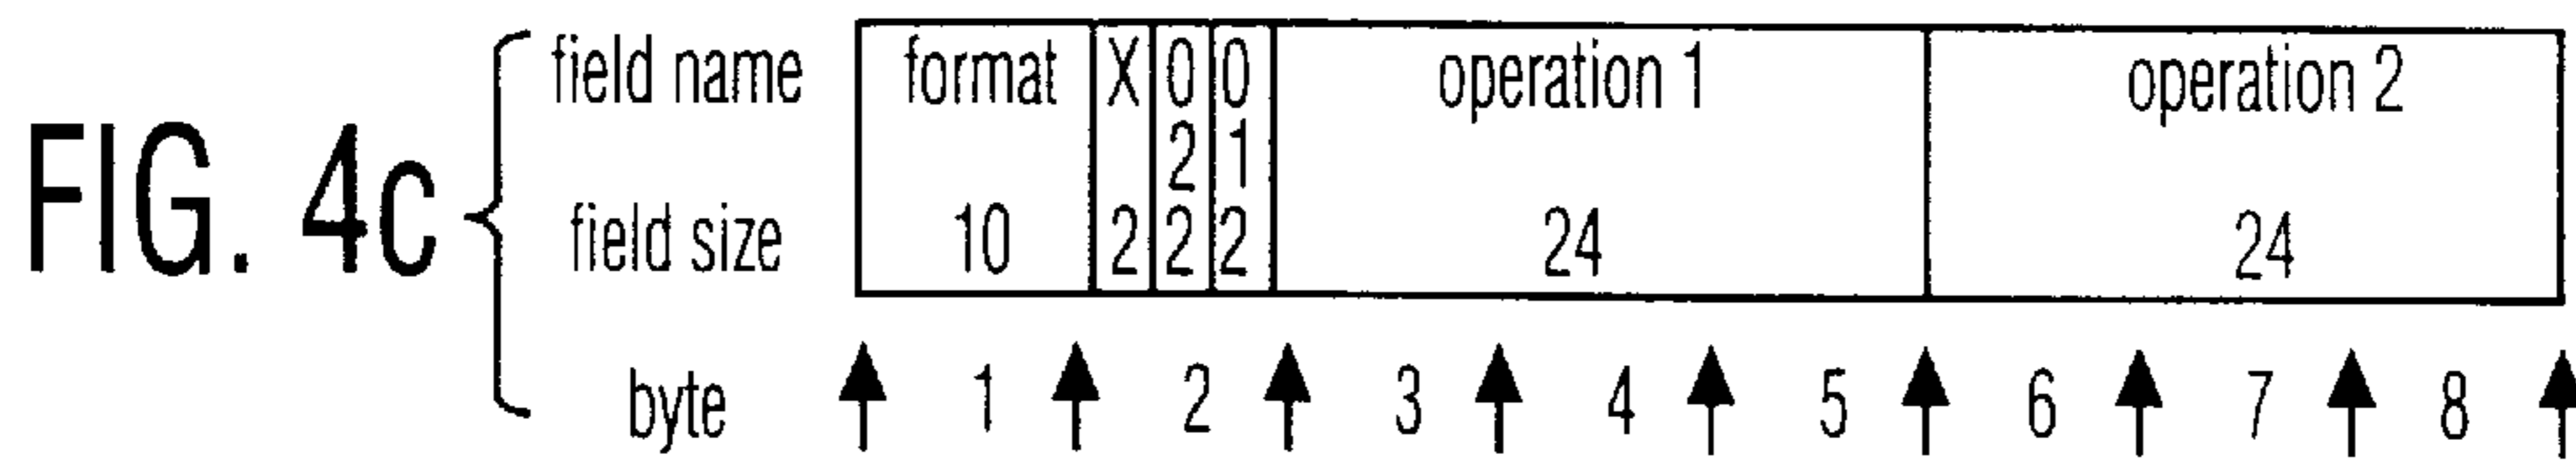 FIG. 4c
field name format X 0 0 operation 1 operation 2
2 1
field size 10 2 2 2 24 24
byte 1 2 3 4 5 6 7 8